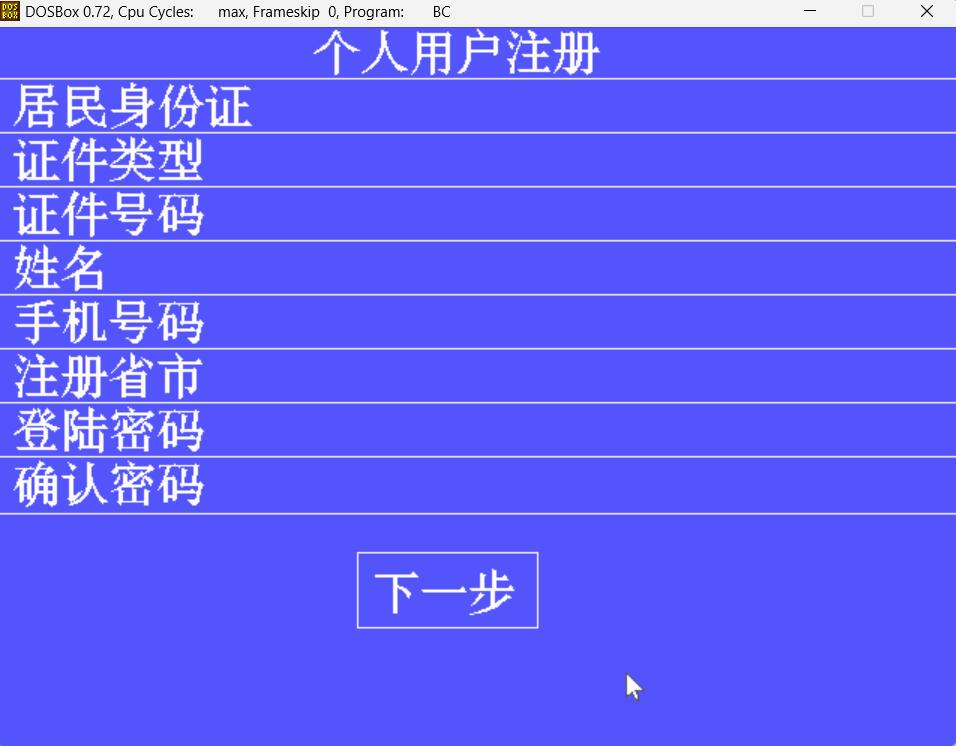 DOSBox 0.72, Cpu Cycles: max, Frameskip 0, Program: BC
个人用户注册
居民身份证
证件类型
证件号码
姓名
手机号码
注册省市
登陆密码
确认密码
下一步